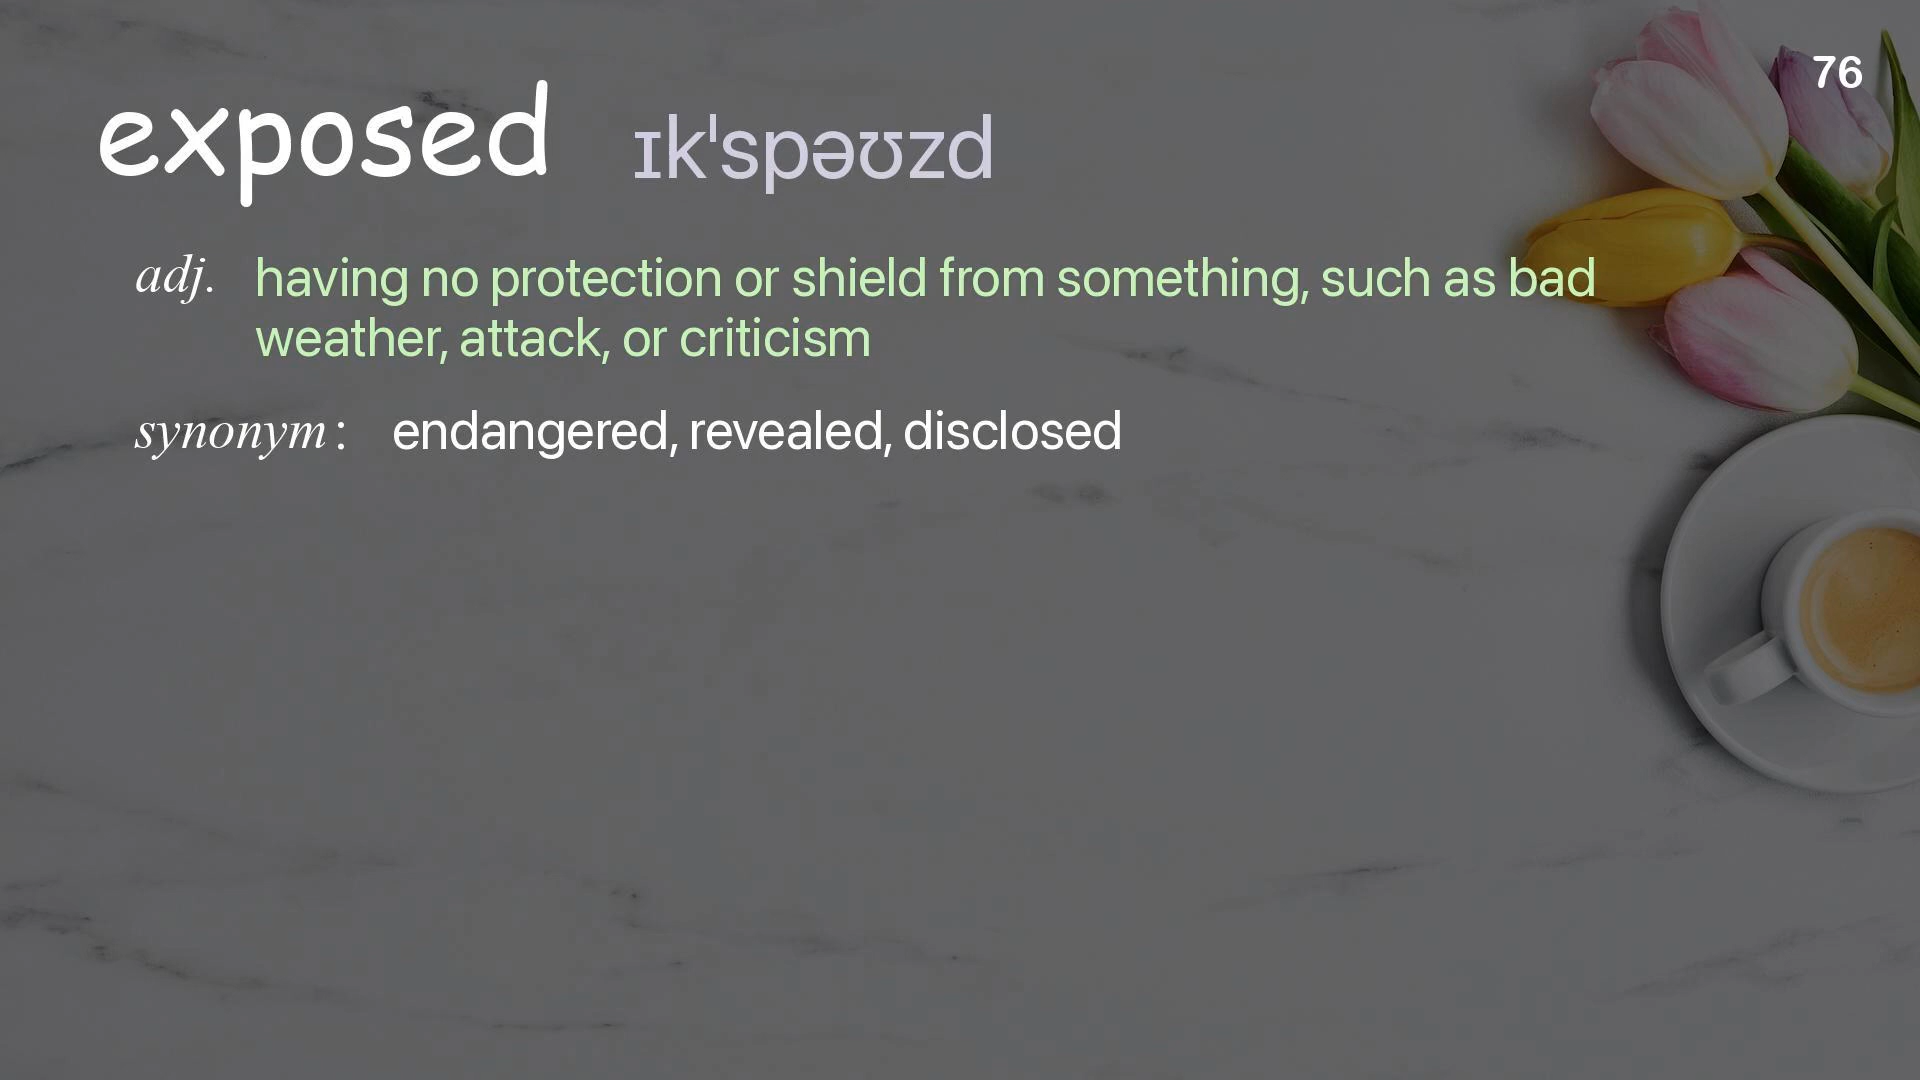 76
exposed ɪkˈspəʊzd
adj. having no protection or shield from something, such as bad
weather, attack, or criticism
synonym: endangered, revealed, disclosed